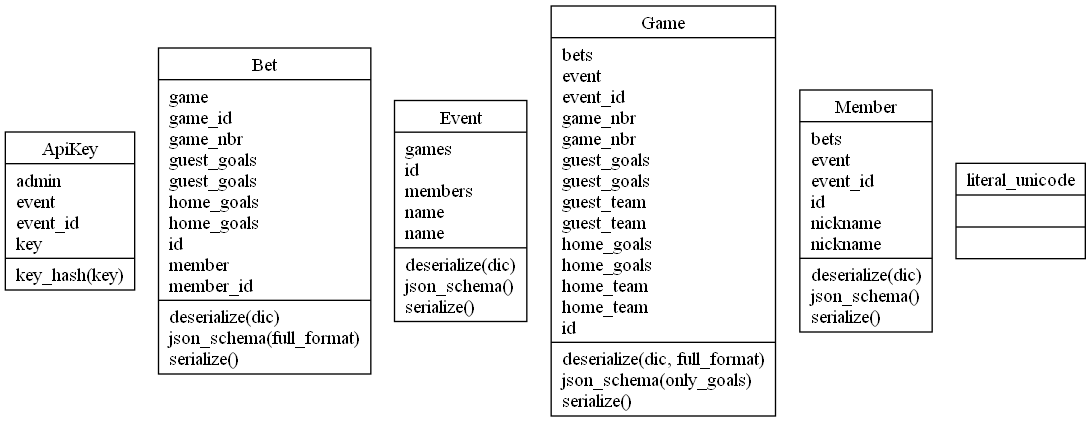 ApiKey
admin
event
event_id
key
key_hash(key)
Bet
game
game_id
game_nbr
guest_goals
guest_goals
home_goals
home_goals
id
member
member_id
deserialize(dic)
json_schema(full_format)
serialize()
Event
games
id
members
name
name
deserialize(dic)
json_schema()
serialize()
Game
bets
event
event_id
game_nbr
game_nbr
guest_goals
guest_goals
guest_team
guest_team
home_goals
home_goals
home_team
home_team
id
deserialize(dic, full_format)
json_schema(only_goals)
serialize()
Member
bets
event
event_id
id
nickname
nickname
deserialize(dic)
json_schema()
serialize()
literal_unicode